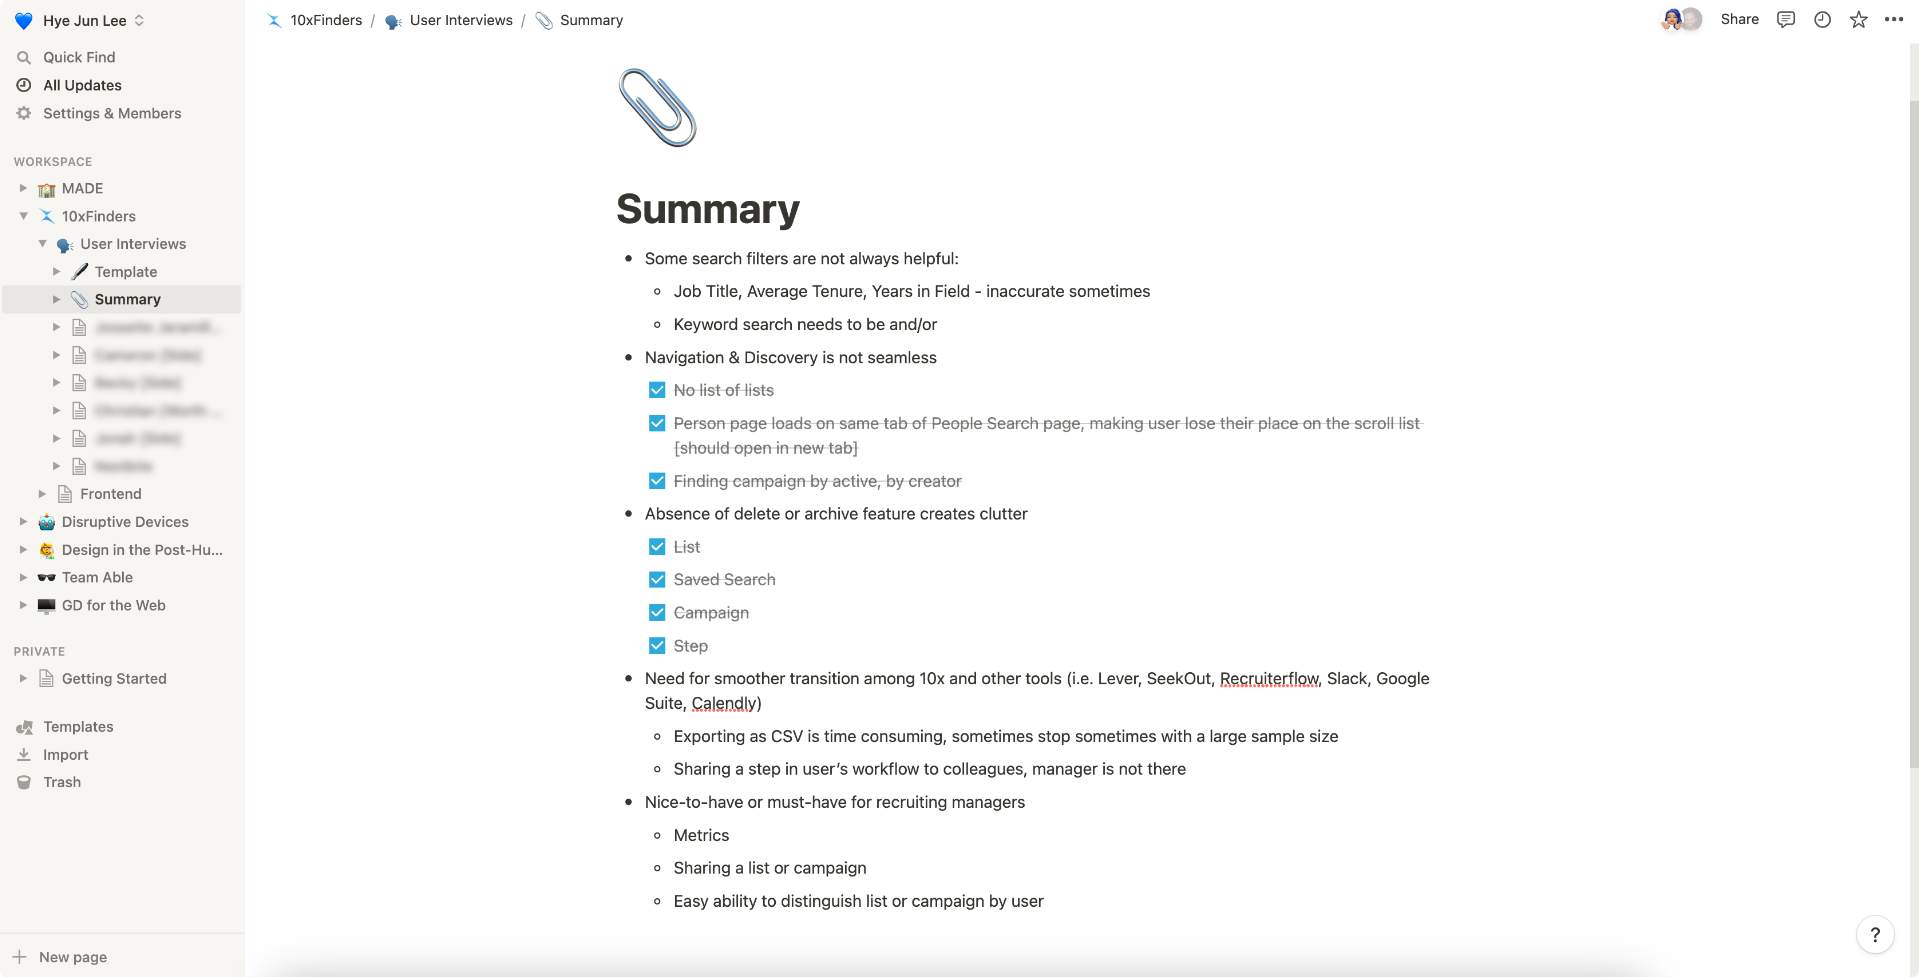 Hye Jun Lee
10xFinders / User Interviews / Summary
Share
Quick Find
All Updates
Settings & Members
WORKSPACE
MADE
10xFinders
User Interviews
Template
Summary
Frontend
Disruptive Devices
Design in the Post-Hu...
Team Able
GD for the Web
PRIVATE
Getting Started
Templates
Import
Trash
New page
Summary
Some search filters are not always helpful:
Job Title, Average Tenure, Years in Field - inaccurate sometimes
Keyword search needs to be and/or
Navigation & Discovery is not seamless
No list of lists
Person page loads on same tab of People Search page, making user lose their place on the scroll list
[should open in new tab]
Finding campaign by active, by creator
Absence of delete or archive feature creates clutter
List
Saved Search
Campaign
Step
Need for smoother transition among 10x and other tools (i.e. Lever, SeekOut, Recruiterflow, Slack, Google
Suite, Calendly)
Exporting as CSV is time consuming, sometimes stop sometimes with a large sample size
Sharing a step in user's workflow to colleagues, manager is not there
Nice-to-have or must-have for recruiting managers
Metrics
Sharing a list or campaign
Easy ability to distinguish list or campaign by user
?